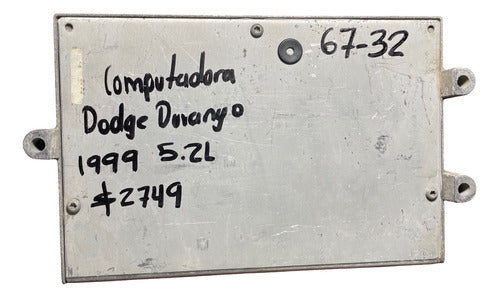 67-32
Computadora
Dodge Durango
1999 5.2L
$2749